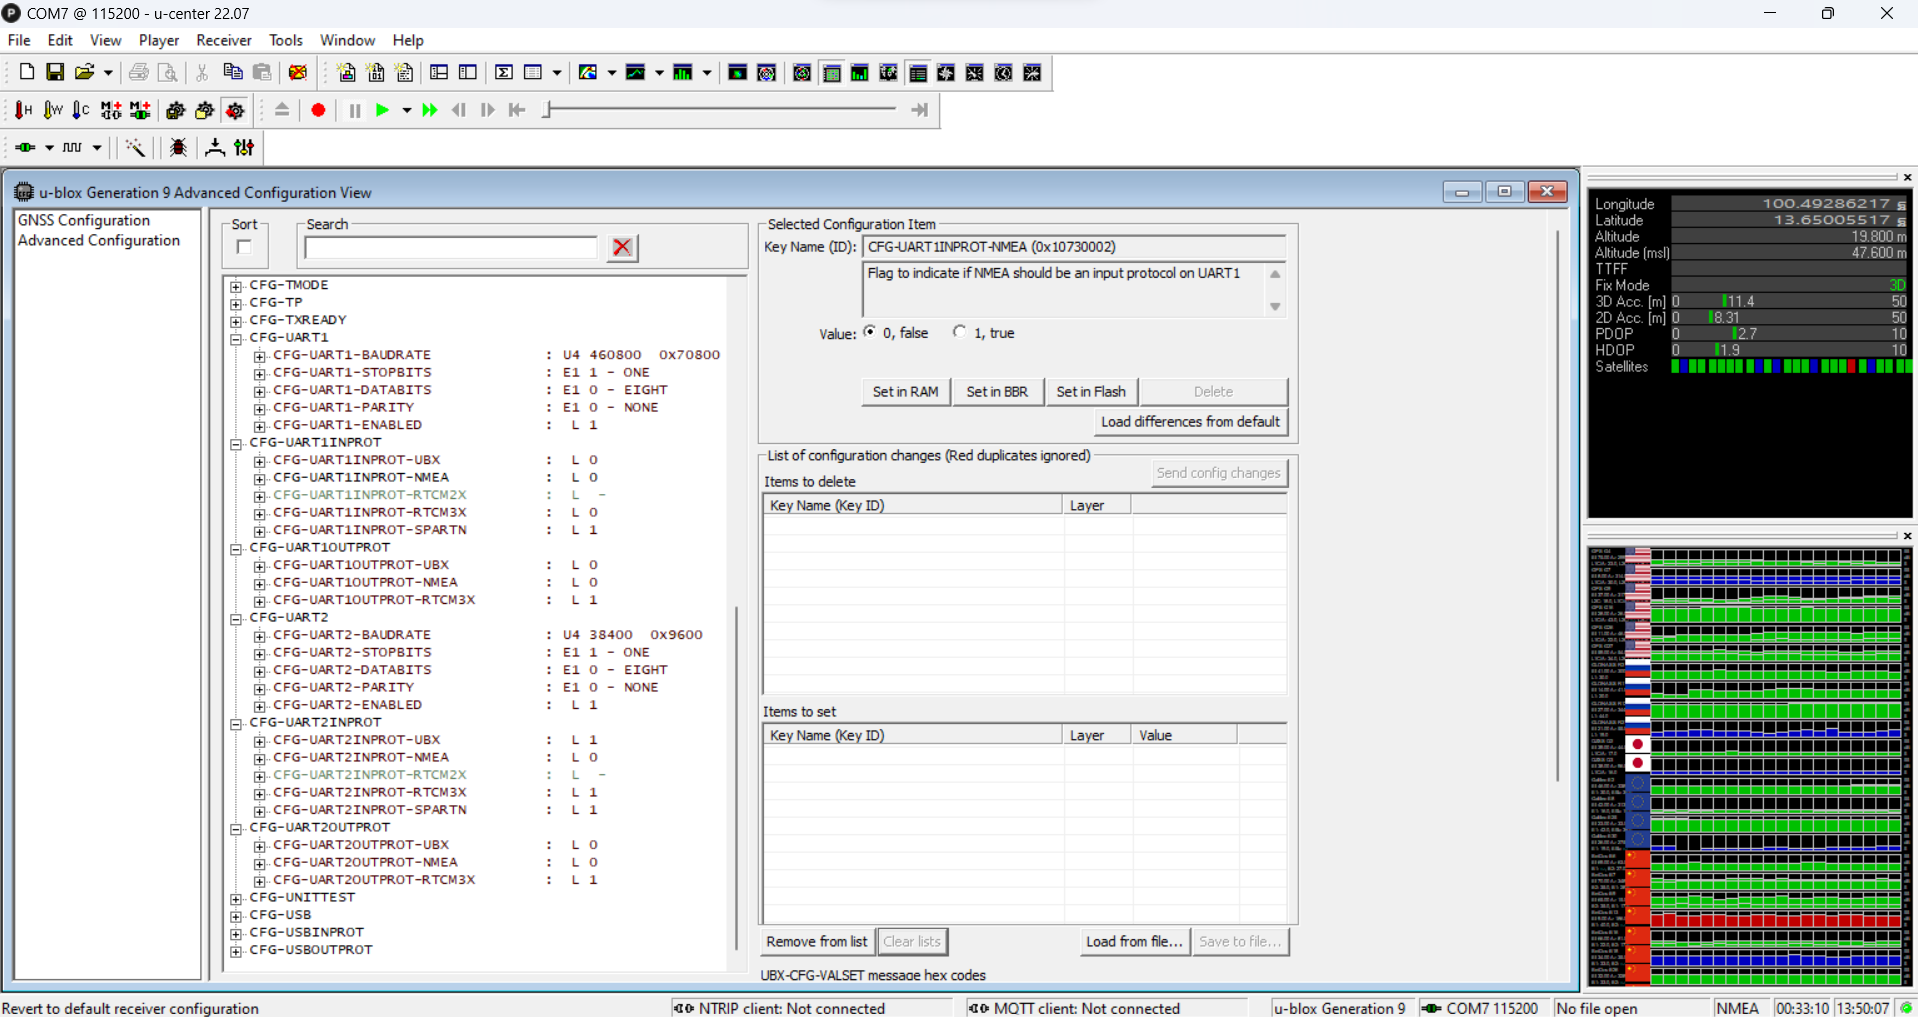 COM7 @ 115200 - u-center 22.07
File Edit View Player Receiver Tools Window Help
u-blox Generation 9 Advanced Configuration View
GNSS Configuration
Advanced Configuration
Sort
Search
CFG-TMODE
CFG-TP
CFG-TXREADY
CFG-UART1
CFG-UART1-BAUDRATE : U4 460800 0x70800
CFG-UART1-STOPBITS : E1 1 - ONE
CFG-UART1-DATABITS : E1 0 - EIGHT
CFG-UART1-PARITY : E1 0 - NONE
CFG-UART1-ENABLED : L 1
CFG-UART1INPROT
CFG-UART1INPROT-UBX : L 0
CFG-UART1INPROT-NMEA : L 0
CFG-UART1INPROT-RTCM2X : L -
CFG-UART1INPROT-RTCM3X : L 0
CFG-UART1INPROT-SPARTN : L 1
CFG-UART1OUTPROT
CFG-UART1OUTPROT-UBX : L 0
CFG-UART1OUTPROT-NMEA : L 0
CFG-UART1OUTPROT-RTCM3X : L 1
CFG-UART2
CFG-UART2-BAUDRATE : U4 38400 0x9600
CFG-UART2-STOPBITS : E1 1 - ONE
CFG-UART2-DATABITS : E1 0 - EIGHT
CFG-UART2-PARITY : E1 0 - NONE
CFG-UART2-ENABLED : L 1
CFG-UART2INPROT
CFG-UART2INPROT-UBX : L 1
CFG-UART2INPROT-NMEA : L 0
CFG-UART2INPROT-RTCM2X : L -
CFG-UART2INPROT-RTCM3X : L 1
CFG-UART2INPROT-SPARTN : L 1
CFG-UART2OUTPROT
CFG-UART2OUTPROT-UBX : L 0
CFG-UART2OUTPROT-NMEA : L 0
CFG-UART2OUTPROT-RTCM3X : L 1
CFG-UNITTEST
CFG-USB
CFG-USBINPROT
CFG-USBOUTPROT
Selected Configuration Item
Key Name (ID): CFG-UART1INPROT-NMEA (0x10730002)
Flag to indicate if NMEA should be an input protocol on UART1
Value: 0, false 1, true
Set in RAM Set in BBR Set in Flash Delete
Load differences from default
List of configuration changes (Red duplicates ignored)
Send config changes
Items to delete
Key Name (Key ID) Layer
Items to set
Key Name (Key ID) Layer Value
Remove from list Clear lists Load from file... Save to file...
UBX-CFG-VALSET message hex codes
Longitude 100.49286217
Latitude 13.65005517
Altitude 19.800 m
Altitude (msl) 47.600 m
TTFF
Fix Mode 3D
3D Acc. [m] 0 11.4 50
2D Acc. [m] 0 8.31 50
PDOP 0 2.7 10
HDOP 0 1.9 10
Satellites
Revert to default receiver configuration
NTRIP client: Not connected
MQTT client: Not connected
u-blox Generation 9
COM7 115200
No file open
NMEA
00:33:10
13:50:07